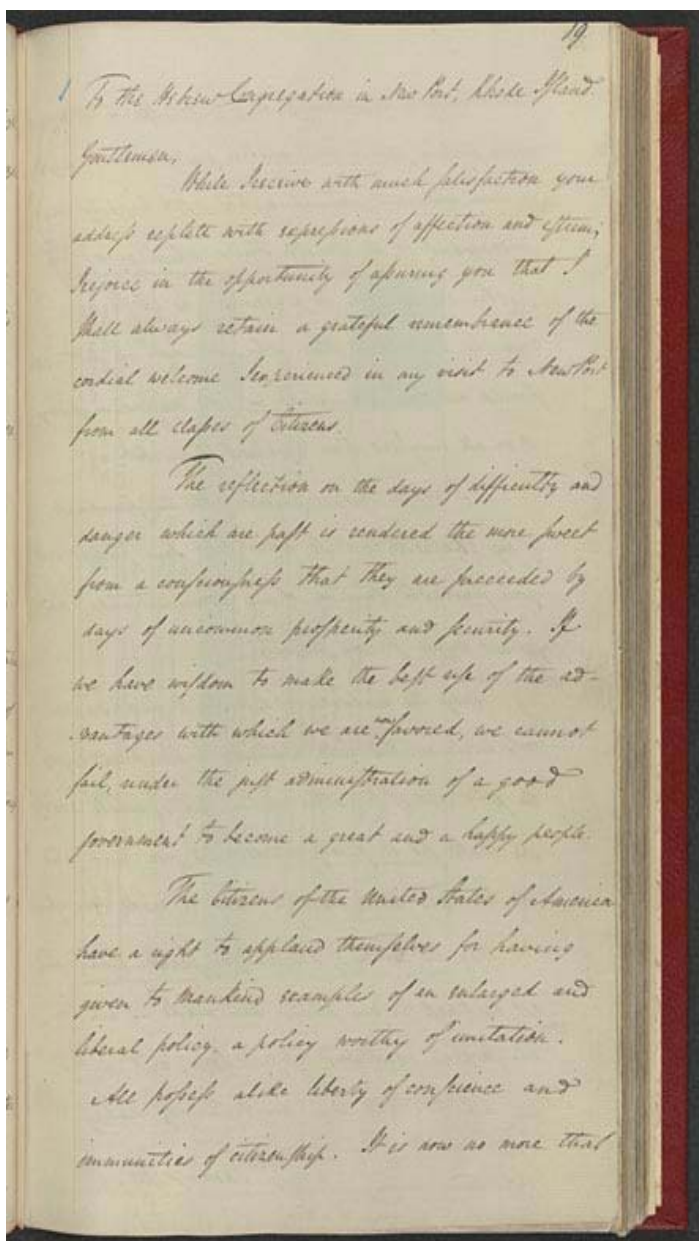 19
To the Hebrew Congregation in New Port, Rhode Island.
Gentlemen,
While I receive with much satisfaction your
address replete with expressions of affection and esteem;
I rejoice in the opportunity of assuring you that I
shall always retain a grateful remembrance of the
cordial welcome I experienced in my visit to New Port
from all classes of Citizens.
The reflection on the days of difficulty and
danger which are past is rendered the more sweet
from a consciousness that they are succeeded by
days of uncommon prosperity and security. If
we have wisdom to make the best use of the ad-
vantages with which we are now favored, we cannot
fail, under the just administration of a good
government to become a great and a happy people.
The Citizens of the United States of America
have a right to applaud themselves for having
given to Mankind examples of an enlarged and
liberal policy. a policy worthy of imitation.
All possess alike liberty of conscience and
immunities of citizenship. It is now no more that